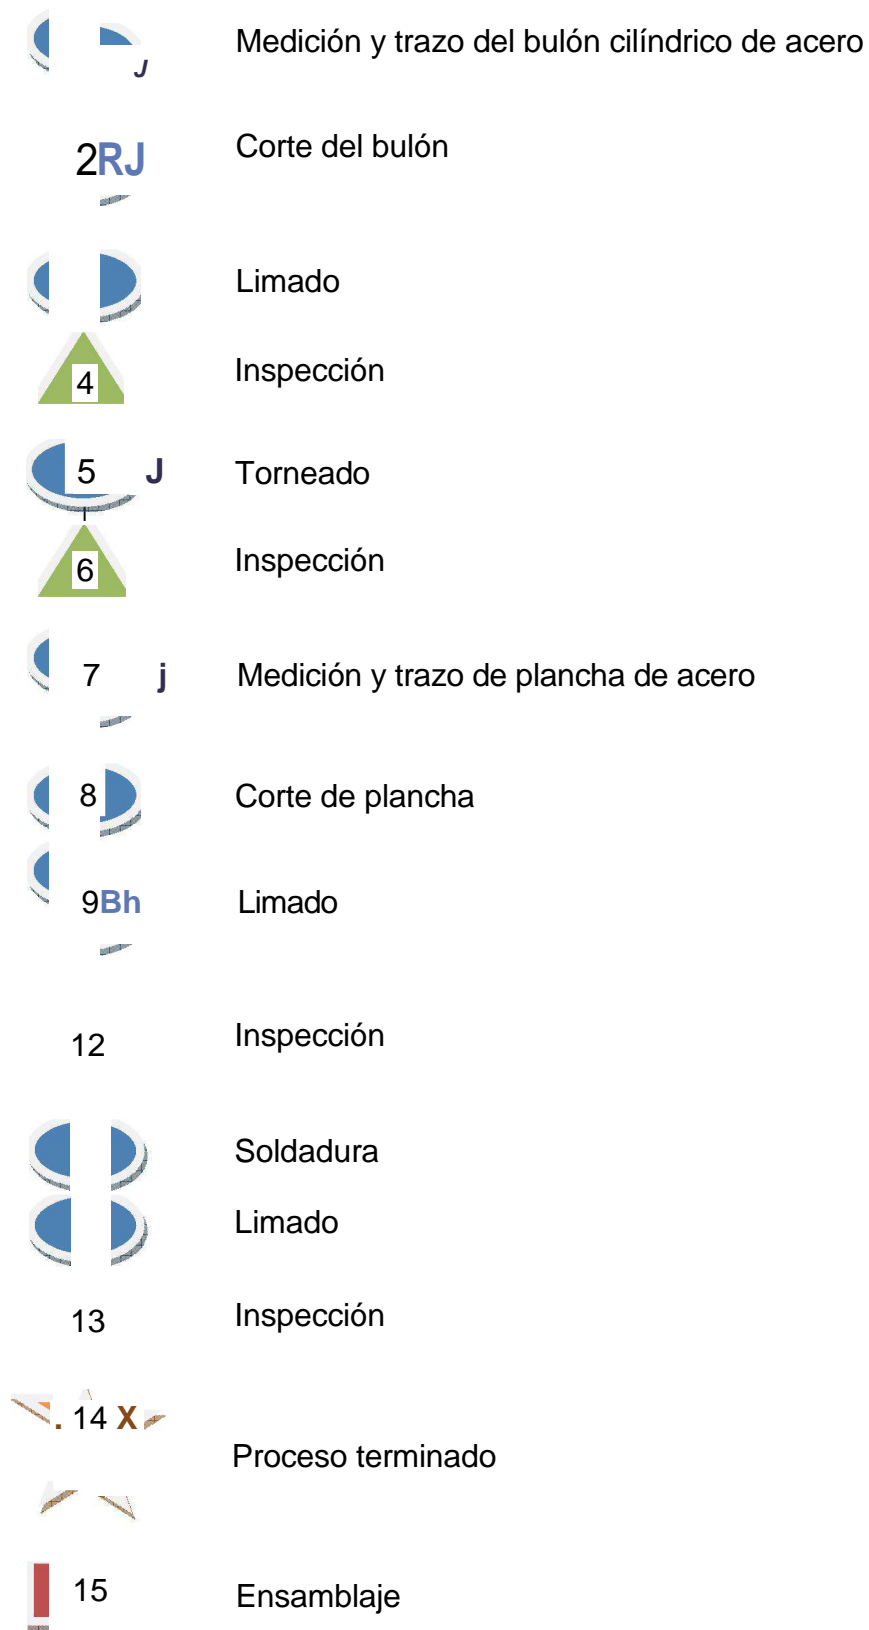 Medición y trazo del bulón cilíndrico de acero
J
2RJ Corte del bulón
Limado
4 Inspección
5 J Torneado
6 Inspección
7 j Medición y trazo de plancha de acero
8 Corte de plancha
9Bh Limado
12 Inspección
Soldadura
Limado
13 Inspección
. 14 X
Proceso terminado
15 Ensamblaje